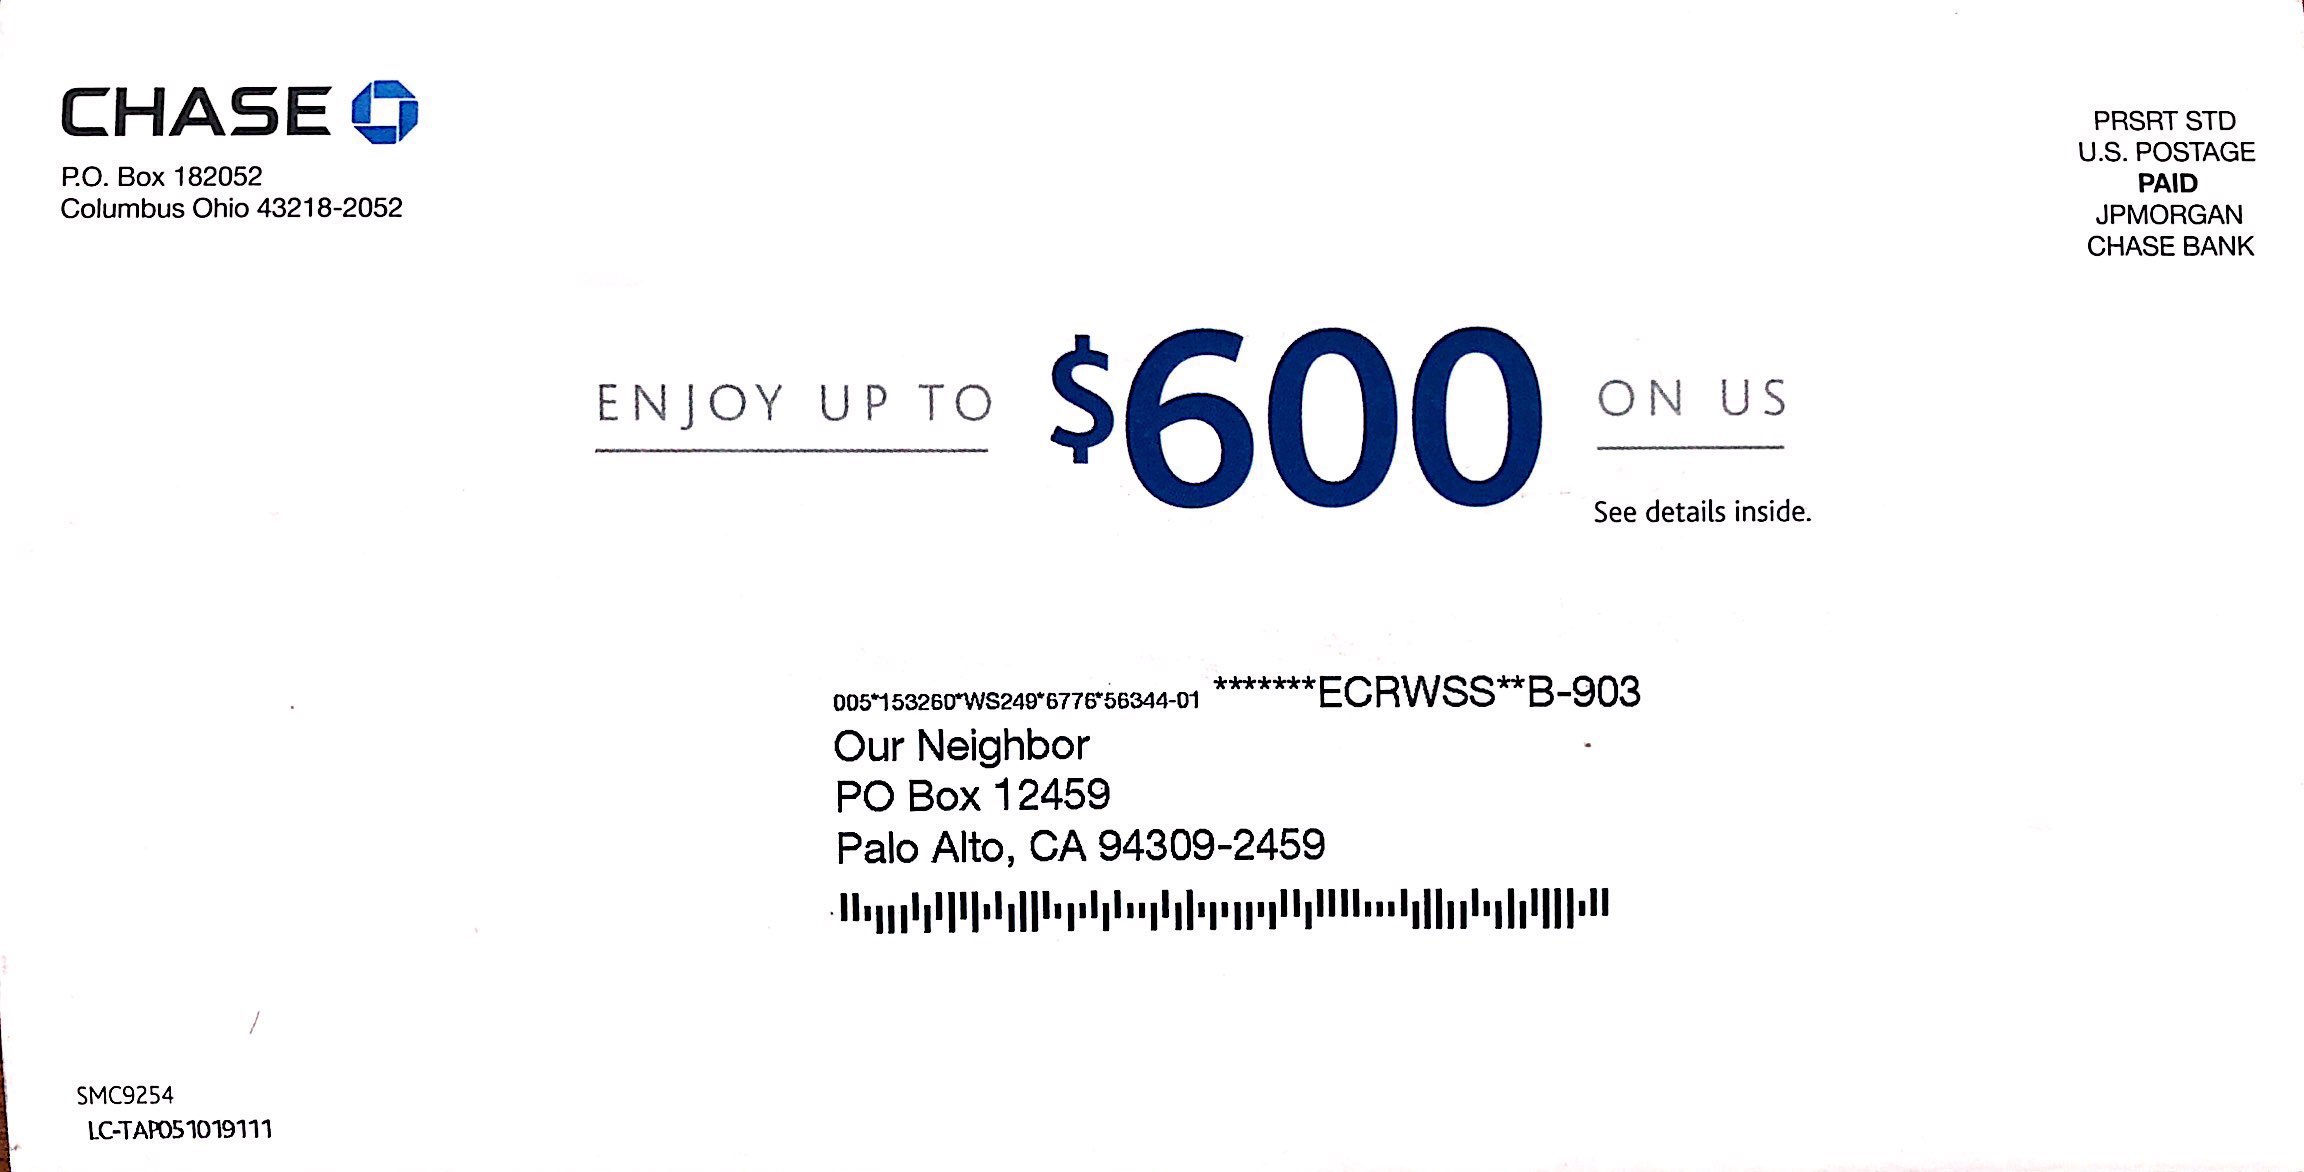 CHASE
P.O. Box 182052
Columbus Ohio 43218-2052
PRSRT STD
U.S. POSTAGE
PAID
JPMORGAN
CHASE BANK
ENJOY UP TO $600 ON US
See details inside.
005*153260*WS249*6776*56344-01 *******ECRWSS**B-903
Our Neighbor
PO Box 12459
Palo Alto, CA 94309-2459
SMC9254
LC-TAP051019111